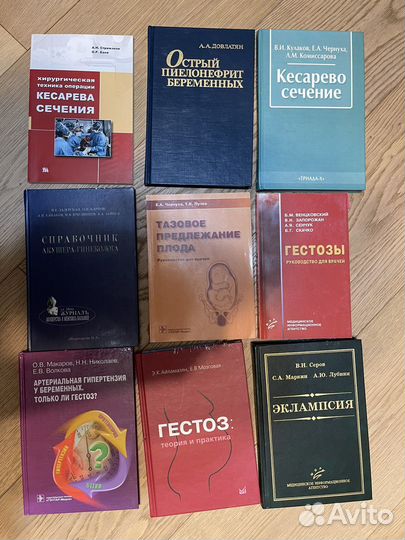 А.Н. Стрижаков
О.Р. Баев
хирургическая
техника операции
КЕСАРЕВА
СЕЧЕНИЯ
А.А. ДОВЛАТЯН
ОСТРЫЙ
ПИЕЛОНЕФРИТ
БЕРЕМЕННЫХ
В.И. Кулаков, Е.А. Чернуха,
Л.М. Комиссарова
Кесарево
сечение
«ТРИАДА-Х»
СПРАВОЧНИК
АКУШЕРА-ГИНЕКОЛОГА
ЖУРНАЛЪ
Е.А. Чернуха, Т.К. Пучко
ТАЗОВОЕ
ПРЕДЛЕЖАНИЕ
ПЛОДА
Руководство для врачей
Б.М. ВЕНЦКОВСКИЙ
В.Н. ЗАПОРОЖАН
А.Я. СЕНЧУК
Б.Г. СКАЧКО
ГЕСТОЗЫ
РУКОВОДСТВО ДЛЯ ВРАЧЕЙ
МЕДИЦИНСКОЕ
ИНФОРМАЦИОННОЕ
АГЕНТСТВО
О.В. Макаров, Н.Н. Николаев,
Е.В. Волкова
АРТЕРИАЛЬНАЯ ГИПЕРТЕНЗИЯ
У БЕРЕМЕННЫХ.
ТОЛЬКО ЛИ ГЕСТОЗ?
?
Э.К. Айламазян, Е.В. Мозговая
ГЕСТОЗ:
теория и практика
В.Н. Серов
С.А. Маркин А.Ю. Лубнин
ЭКЛАМПСИЯ
МЕДИЦИНСКОЕ ИНФОРМАЦИОННОЕ
АГЕНТСТВО
Avito